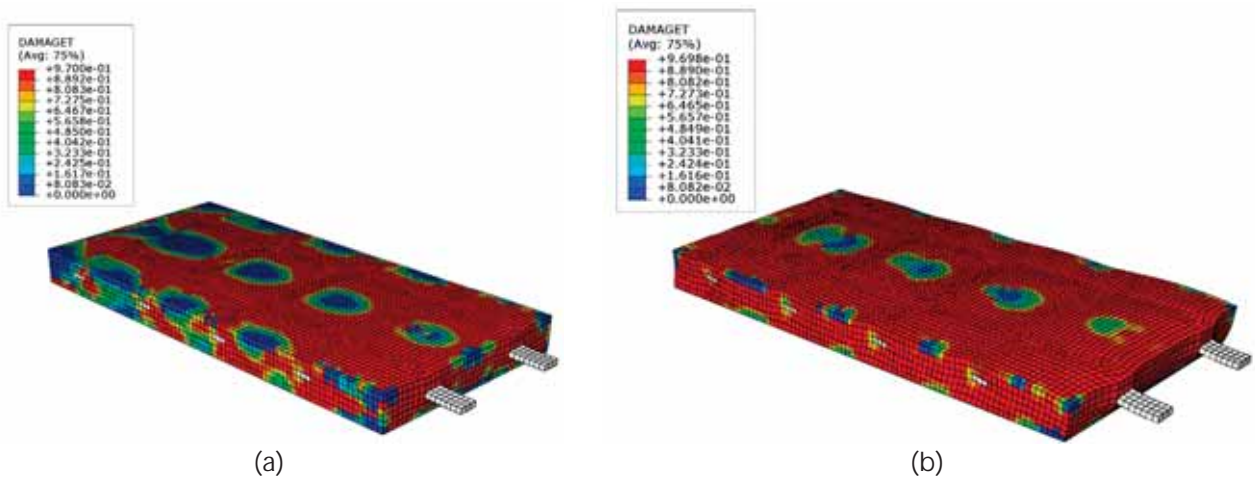 DAMAGET
(Avg: 75%)
+9.700e-01
+8.892e-01
+8.083e-01
+7.275e-01
+6.467e-01
+5.658e-01
+4.850e-01
+4.042e-01
+3.233e-01
+2.425e-01
+1.617e-01
+8.083e-02
+0.000e+00
(a)
DAMAGET
(Avg: 75%)
+9.698e-01
+8.890e-01
+8.082e-01
+7.273e-01
+6.465e-01
+5.657e-01
+4.849e-01
+4.041e-01
+3.233e-01
+2.424e-01
+1.616e-01
+8.082e-02
+0.000e+00
(b)